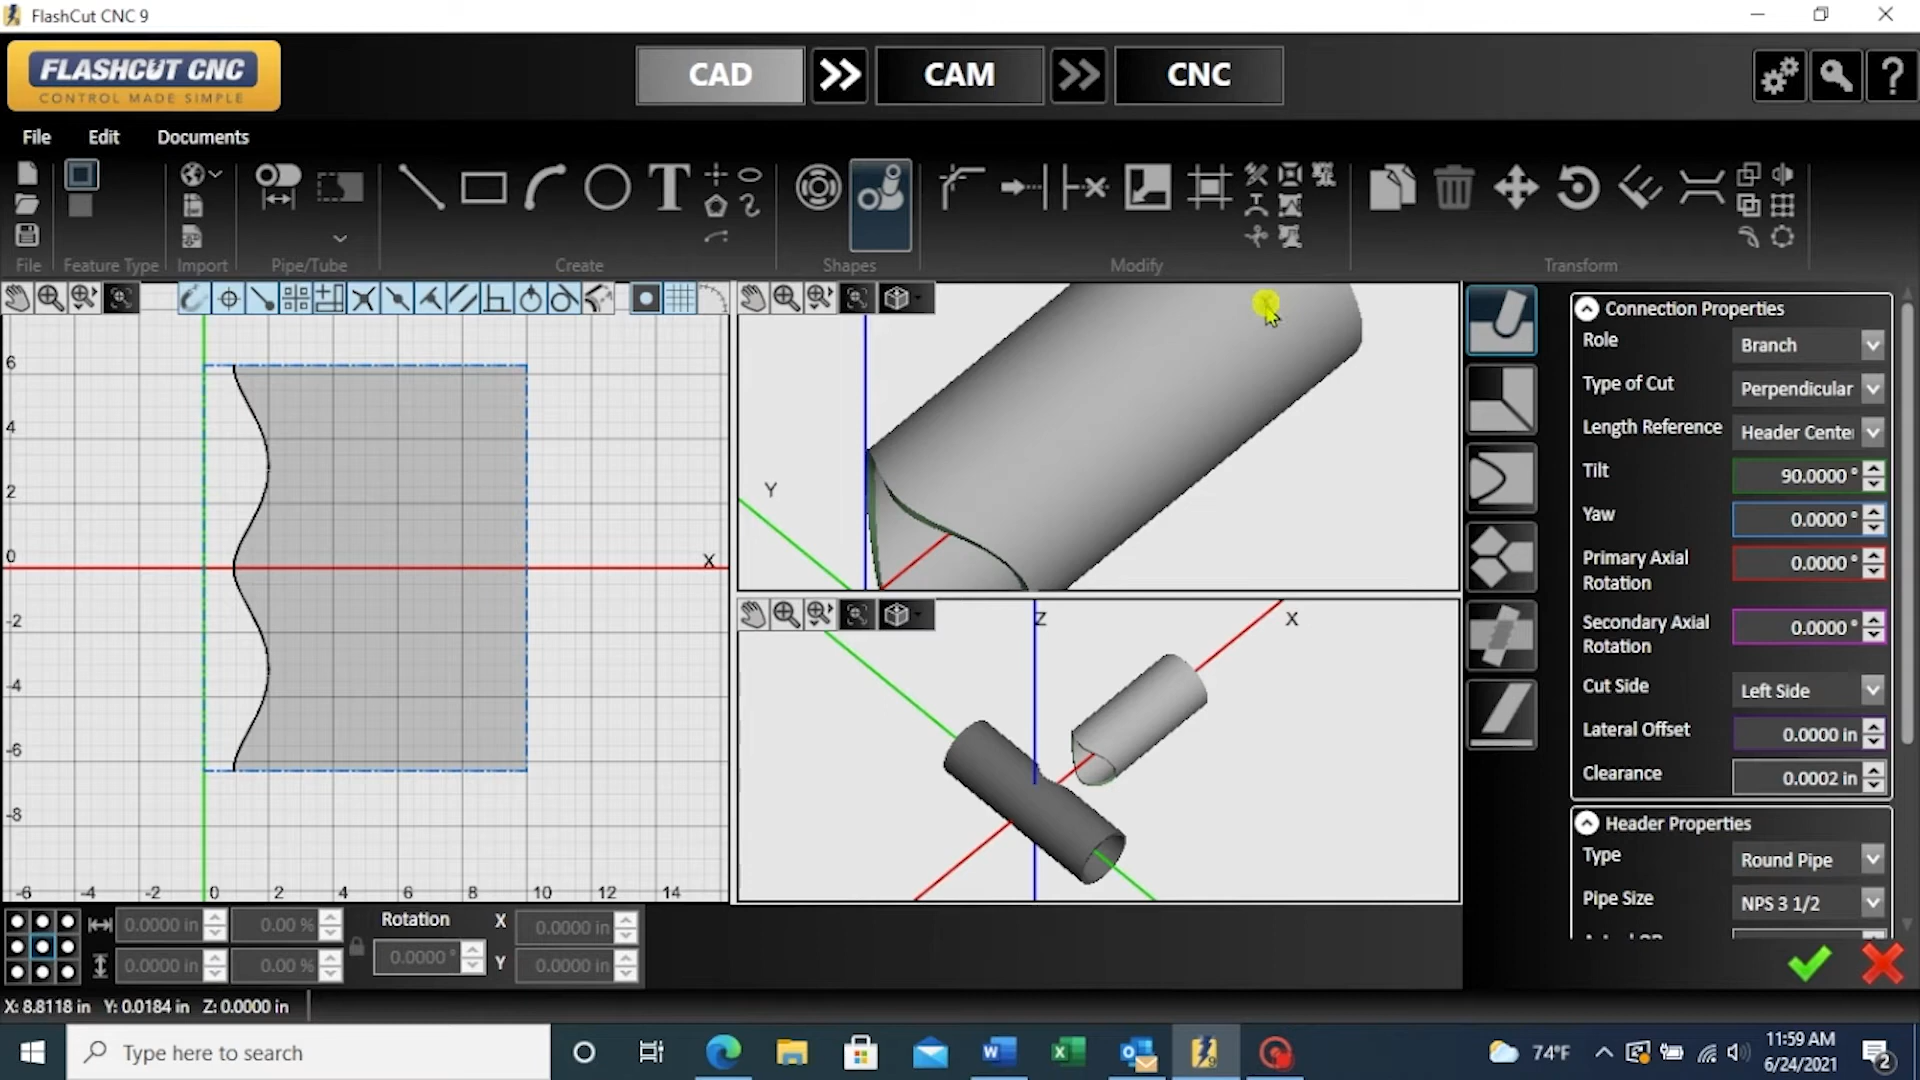 FlashCut CNC 9
FLASHCUT CNC
CONTROL MADE SIMPLE
CAD
CAM
CNC
File
Edit
Documents
File
Feature Type
Import
Pipe/Tube
Create
Shapes
Modify
Transform
6
4
2
0
-2
-4
-6
-8
X
-6
-4
-2
0
2
4
6
8
10
12
14
Y
Z
X
Connection Properties
Role
Branch
Type of Cut
Perpendicular
Length Reference
Header Cente
Tilt
90.0000 °
Yaw
0.0000 °
Primary Axial
Rotation
0.0000 °
Secondary Axial
Rotation
0.0000 °
Cut Side
Left Side
Lateral Offset
0.0000 in
Clearance
0.0002 in
Header Properties
Type
Round Pipe
Pipe Size
NPS 3 1/2
0.0000 in
0.00 %
Rotation
X
0.0000 in
0.0000 in
0.00 %
0.0000 °
Y
0.0000 in
X: 8.8118 in Y: 0.0184 in Z: 0.0000 in
Type here to search
74°F
11:59 AM
6/24/2021
2